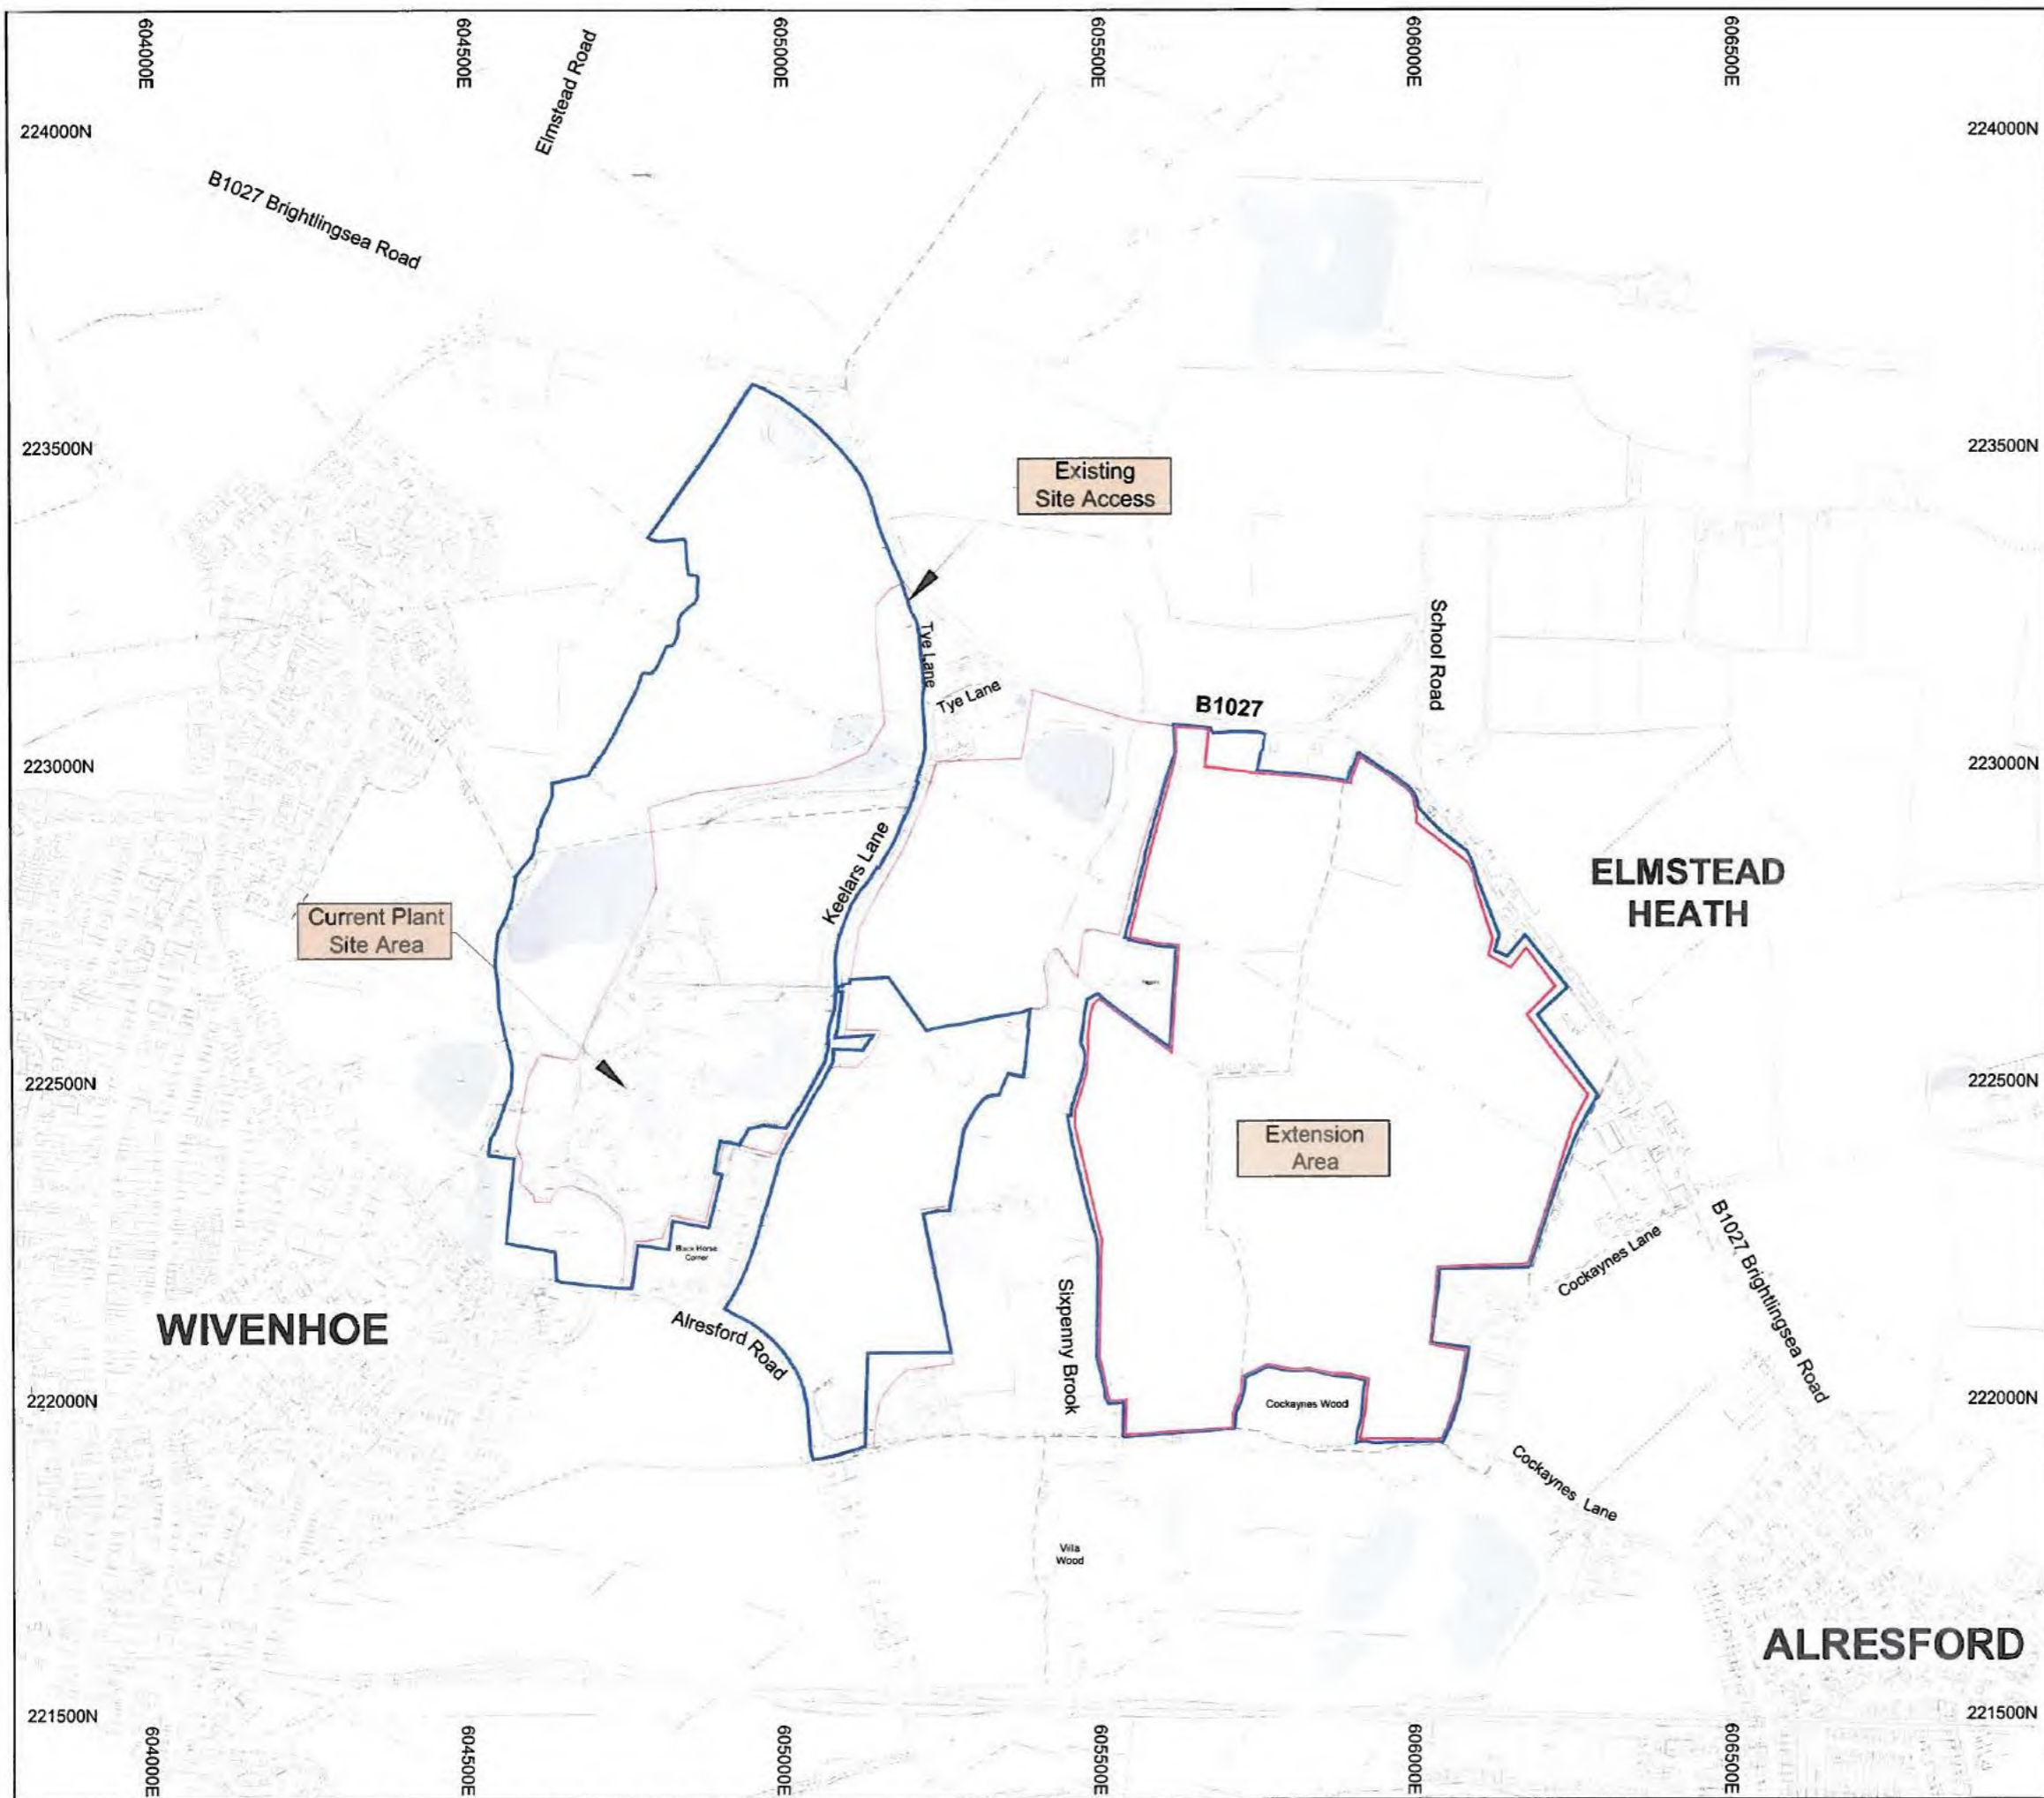 604000E
604500E
605000E
605500E
606000E
606500E
Elmstead Road
224000N
224000N
B1027 Brightlingsea Road
223500N
223500N
Existing
Site Access
School Road
Tye Lane
Tye Lane
B1027
223000N
223000N
Keelars Lane
ELMSTEAD
HEATH
Current Plant
Site Area
222500N
222500N
Extension
Area
Black Horse
Corner
Cockaynes Lane
B1027 Brightlingsea Road
WIVENHOE
Alresford Road
Sixpenny Brook
222000N
222000N
Cockaynes Wood
Cockaynes Lane
Villa
Wood
ALRESFORD
221500N
221500N
604000E
604500E
605000E
605500E
606000E
606500E